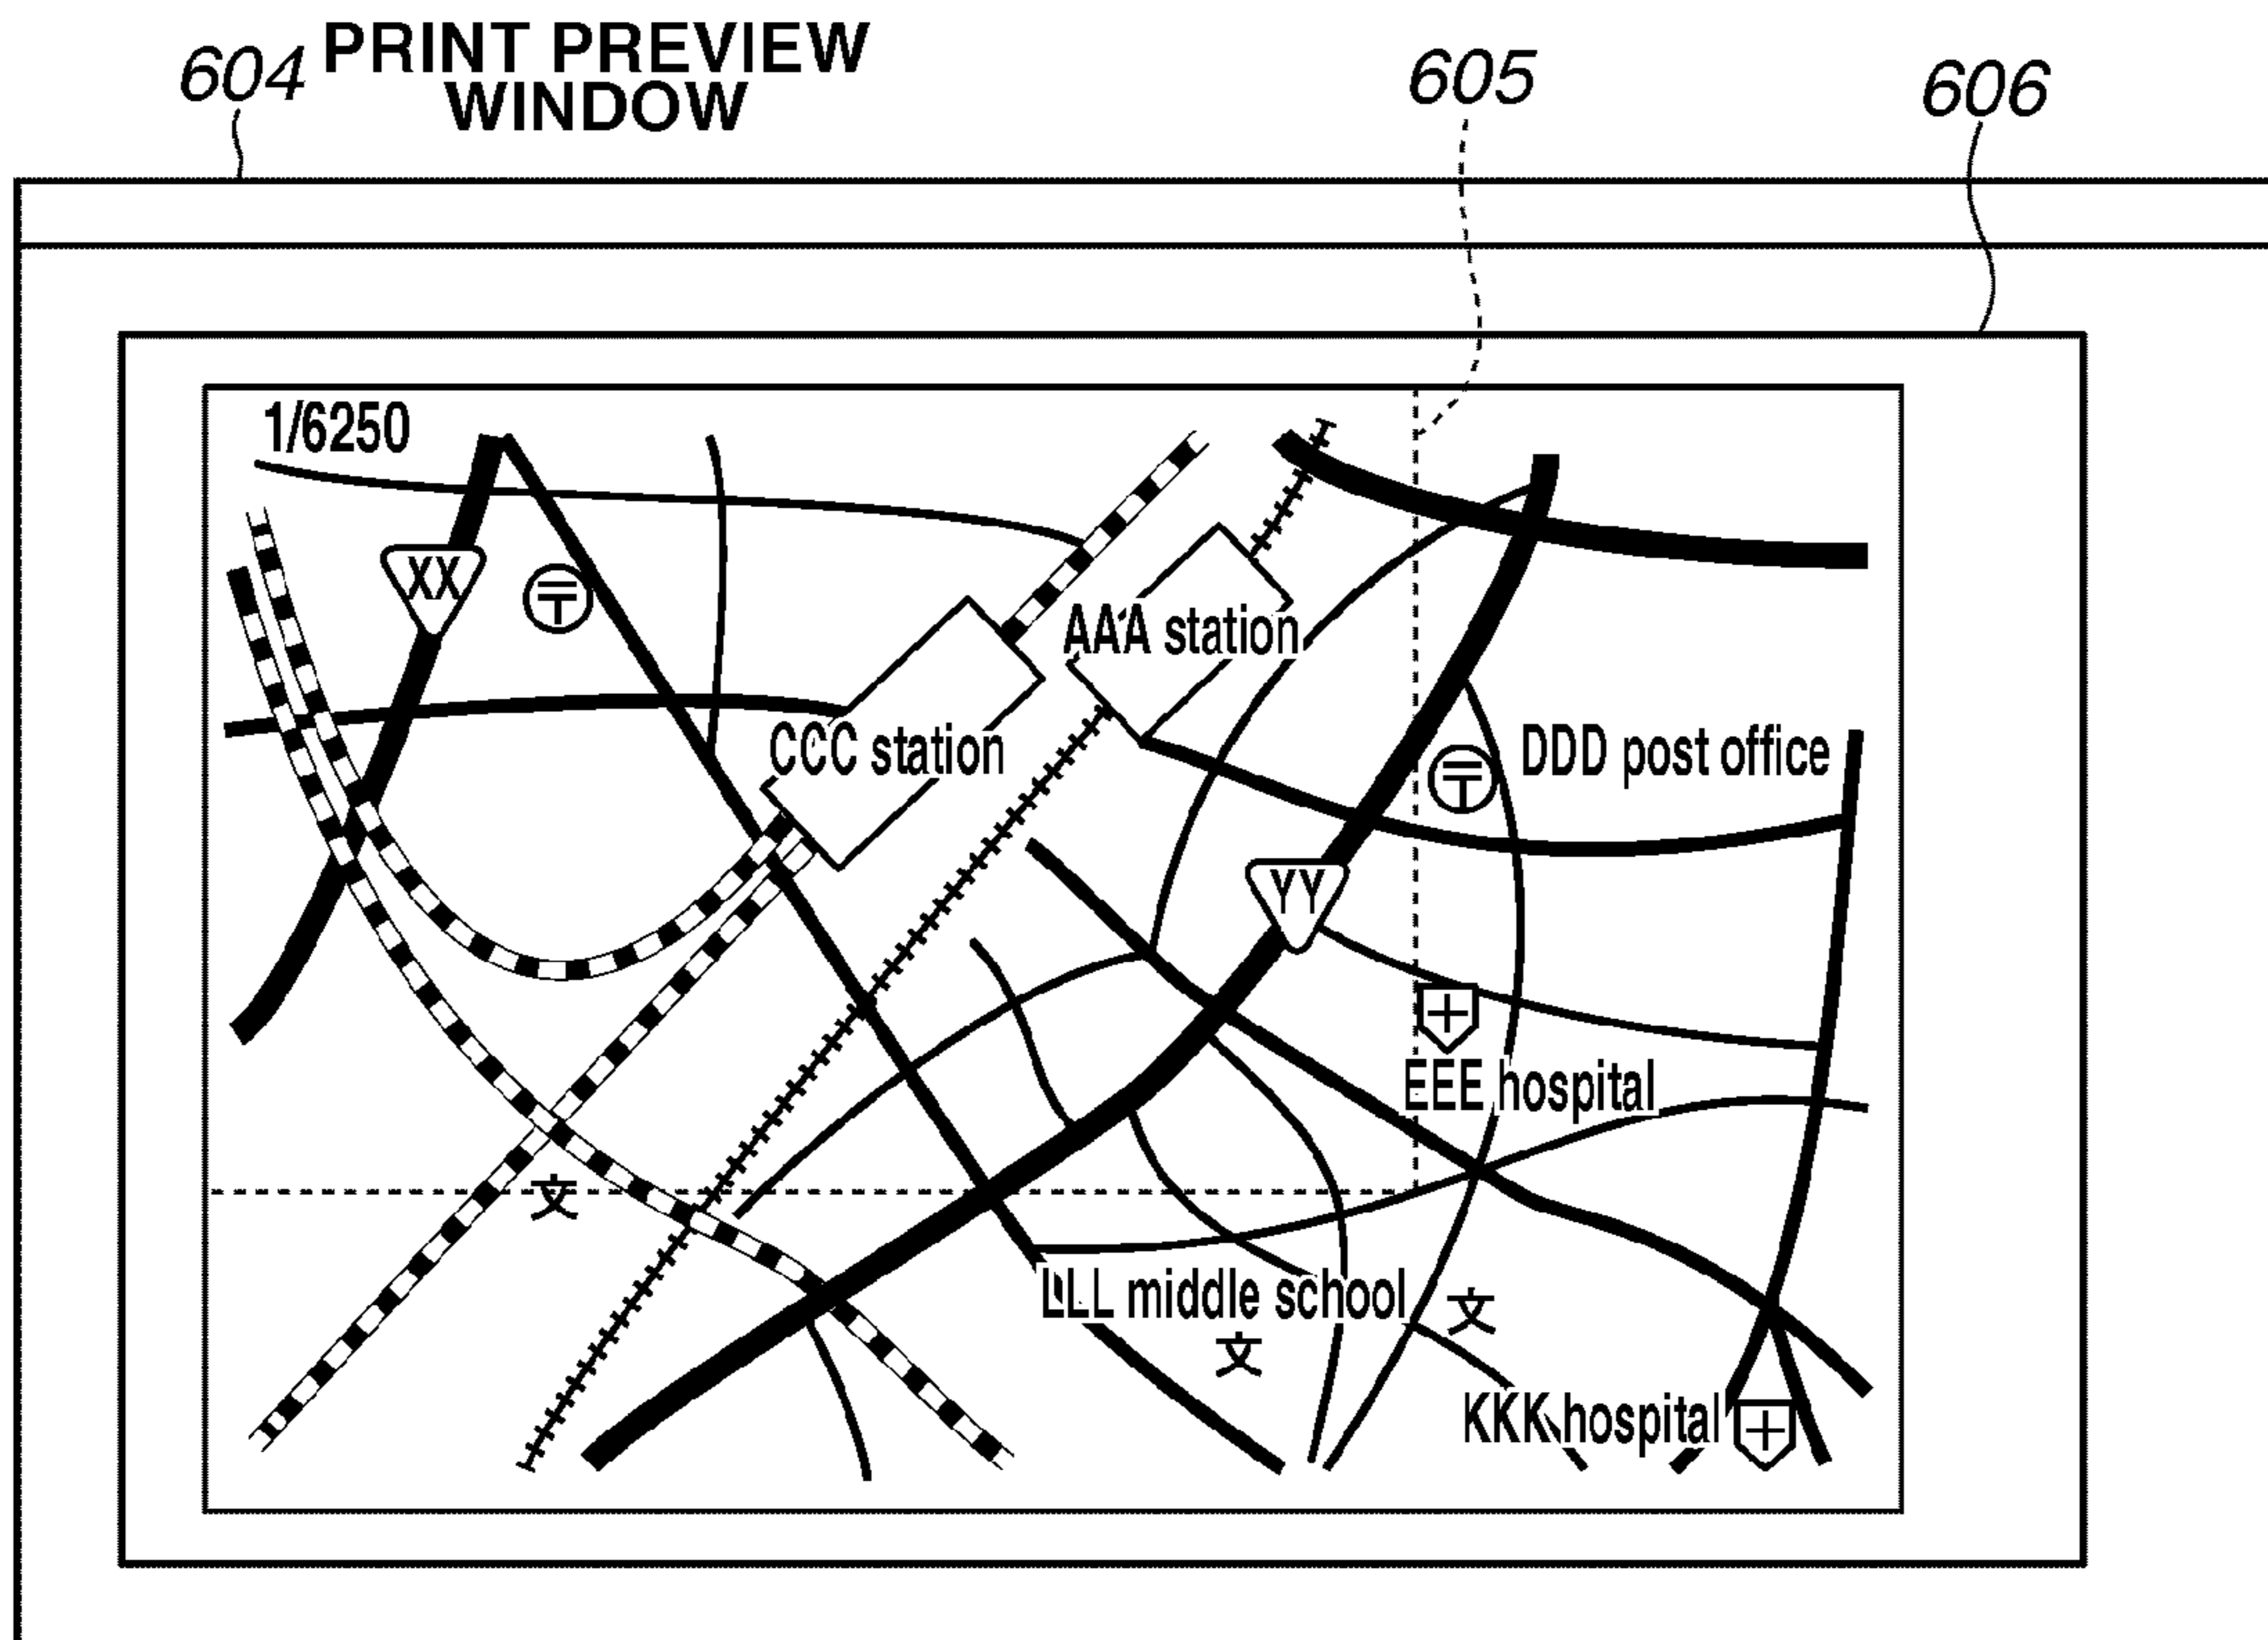 604 PRINT PREVIEW
WINDOW
605
606
1/6250
XX
AAA station
CCC station
DDD post office
YY
EEE hospital
文
LLL middle school
文
文
KKK hospital